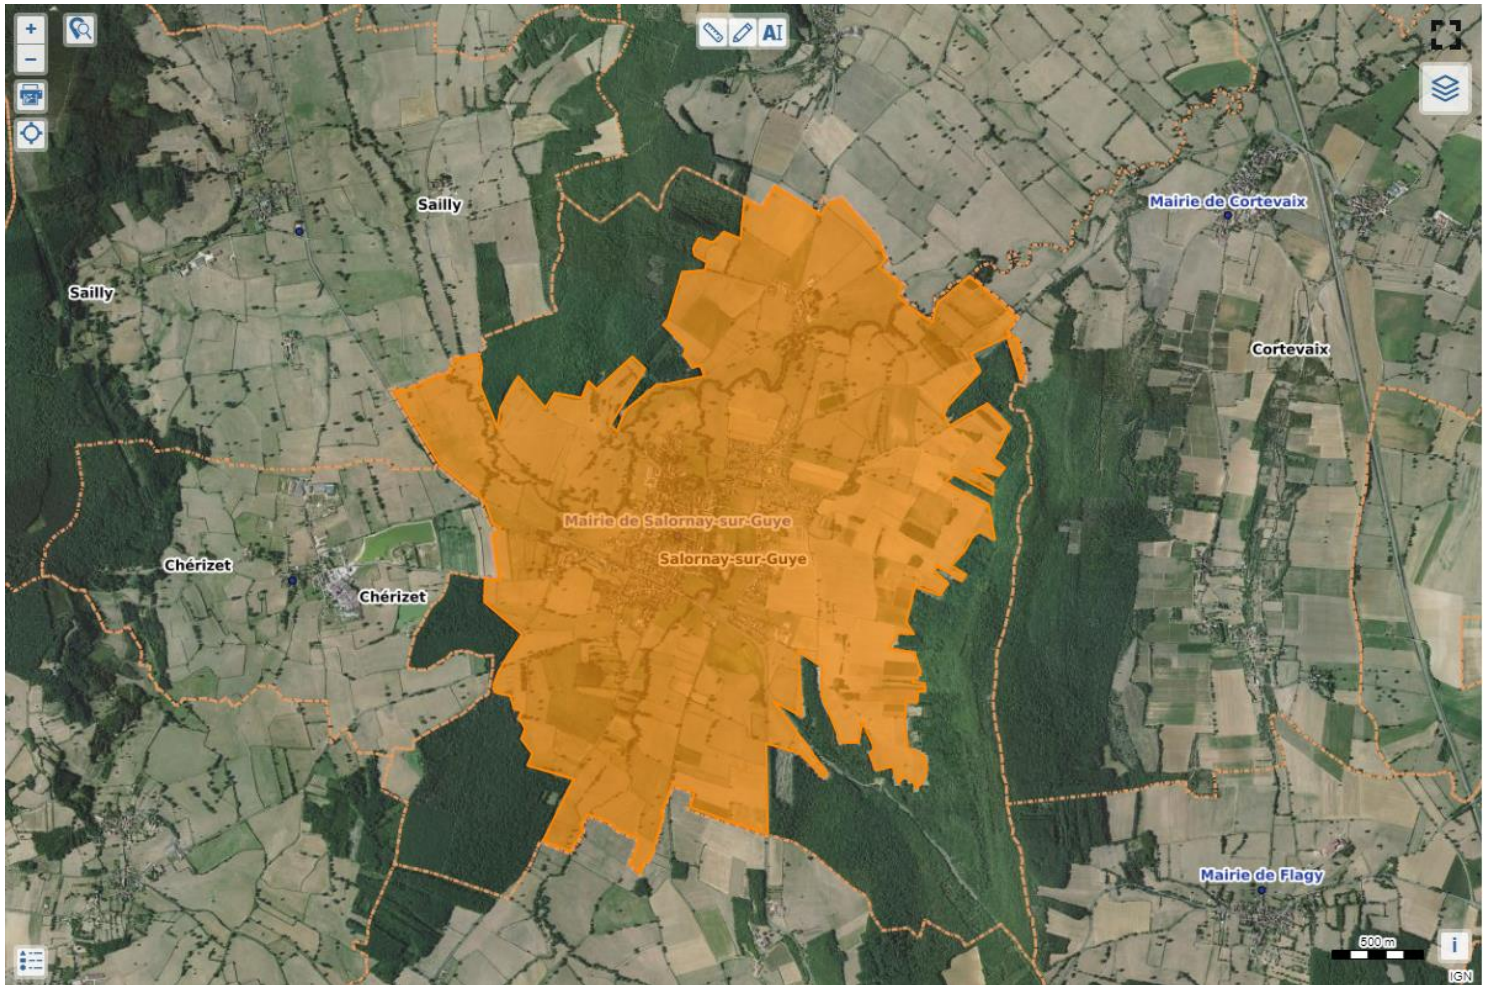 +
AI
−
Mairie de Cortevaix
Sailly
Sailly
Cortevaix
Mairie de Salornay-sur-Guye
Salornay-sur-Guye
Chérizet
Chérizet
Mairie de Flagy
500 m
i
IGN